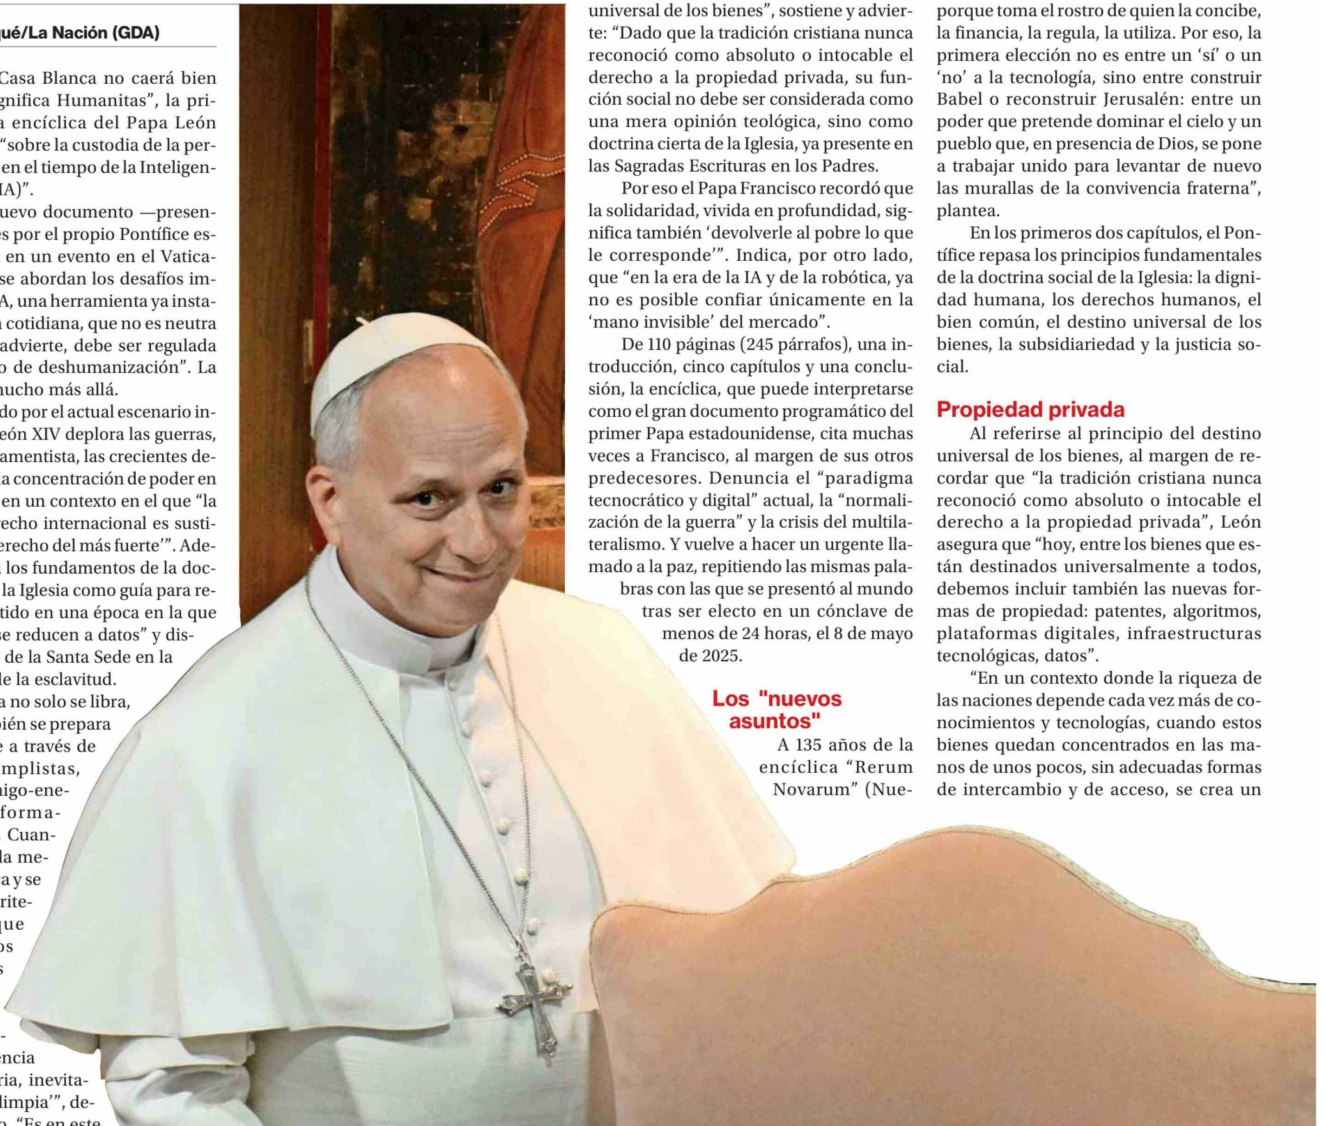 qué/La Nación (GDA)
Casa Blanca no caerá bien
gnifica Humanitas”, la pri-
a encíclica del Papa León
“sobre la custodia de la per-
en el tiempo de la Inteligen-
IA)”.
uevo documento —presen-
es por el propio Pontífice es-
en un evento en el Vatica-
se abordan los desafíos im-
A, una herramienta ya insta-
a cotidiana, que no es neutra
advierte, debe ser regulada
o de deshumanización”. La
mucho más allá.
do por el actual escenario in-
León XIV deplora las guerras,
amentista, las crecientes de-
la concentración de poder en
en un contexto en el que “la
recho internacional es susti-
erecho del más fuerte’”. Ade-
los fundamentos de la doc-
la Iglesia como guía para re-
tido en una época en la que
se reducen a datos” y dis-
de la Santa Sede en la
de la esclavitud.
a no solo se libra,
bién se prepara
e a través de
mplistas,
nigo-ene-
forma-
. Cuan-
la me-
ca y se
rite-
que
os
s
-
encia
ria, inevita-
limpia’”, de-
o. “Es en este
universal de los bienes”, sostiene y advier-
te: “Dado que la tradición cristiana nunca
reconoció como absoluto o intocable el
derecho a la propiedad privada, su fun-
ción social no debe ser considerada como
una mera opinión teológica, sino como
doctrina cierta de la Iglesia, ya presente en
las Sagradas Escrituras en los Padres.
Por eso el Papa Francisco recordó que
la solidaridad, vivida en profundidad, sig-
nifica también ‘devolverle al pobre lo que
le corresponde’”. Indica, por otro lado,
que “en la era de la IA y de la robótica, ya
no es posible confiar únicamente en la
‘mano invisible’ del mercado”.
De 110 páginas (245 párrafos), una in-
troducción, cinco capítulos y una conclu-
sión, la encíclica, que puede interpretarse
como el gran documento programático del
primer Papa estadounidense, cita muchas
veces a Francisco, al margen de sus otros
predecesores. Denuncia el “paradigma
tecnocrático y digital” actual, la “normali-
zación de la guerra” y la crisis del multila-
teralismo. Y vuelve a hacer un urgente lla-
mado a la paz, repitiendo las mismas pala-
bras con las que se presentó al mundo
tras ser electo en un cónclave de
menos de 24 horas, el 8 de mayo
de 2025.
Los "nuevos
asuntos"
A 135 años de la
encíclica “Rerum
Novarum” (Nue-
porque toma el rostro de quien la concibe,
la financia, la regula, la utiliza. Por eso, la
primera elección no es entre un ‘sí’ o un
‘no’ a la tecnología, sino entre construir
Babel o reconstruir Jerusalén: entre un
poder que pretende dominar el cielo y un
pueblo que, en presencia de Dios, se pone
a trabajar unido para levantar de nuevo
las murallas de la convivencia fraterna”,
plantea.
En los primeros dos capítulos, el Pon-
tífice repasa los principios fundamentales
de la doctrina social de la Iglesia: la digni-
dad humana, los derechos humanos, el
bien común, el destino universal de los
bienes, la subsidiariedad y la justicia so-
cial.
Propiedad privada
Al referirse al principio del destino
universal de los bienes, al margen de re-
cordar que “la tradición cristiana nunca
reconoció como absoluto o intocable el
derecho a la propiedad privada”, León
asegura que “hoy, entre los bienes que es-
tán destinados universalmente a todos,
debemos incluir también las nuevas for-
mas de propiedad: patentes, algoritmos,
plataformas digitales, infraestructuras
tecnológicas, datos”.
“En un contexto donde la riqueza de
las naciones depende cada vez más de co-
nocimientos y tecnologías, cuando estos
bienes quedan concentrados en las ma-
nos de unos pocos, sin adecuadas formas
de intercambio y de acceso, se crea un